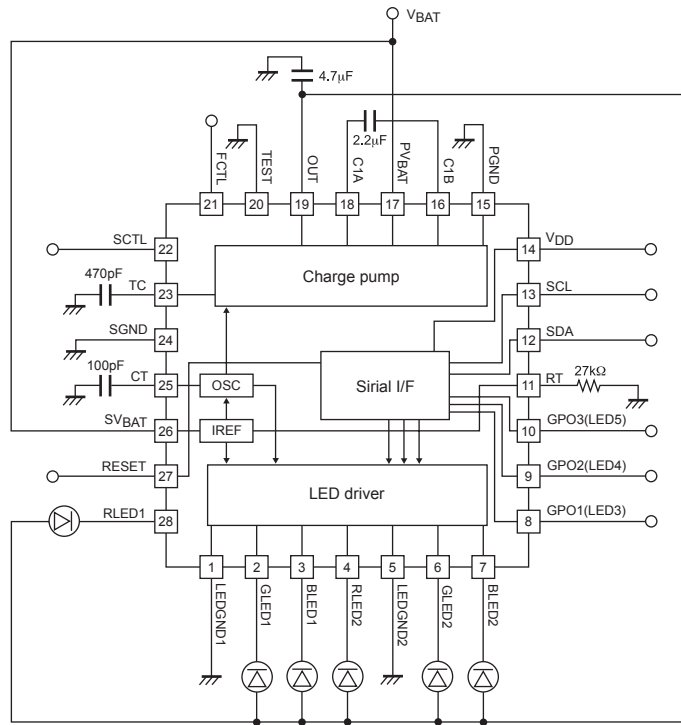 VBAT
4.7μF
2.2μF
FCTL
TEST
OUT
C1A
PVBAT
C1B
PGND
21
20
19
18
17
16
15
SCTL
22
Charge pump
14
VDD
470pF
TC
23
13
SCL
SGND
24
12
SDA
100pF
CT
25
OSC
Sirial I/F
11
RT
27kΩ
SVBAT
26
IREF
10
GPO3(LED5)
RESET
27
9
GPO2(LED4)
RLED1
28
LED driver
8
GPO1(LED3)
1
2
3
4
5
6
7
LEDGND1
GLED1
BLED1
RLED2
LEDGND2
GLED2
BLED2